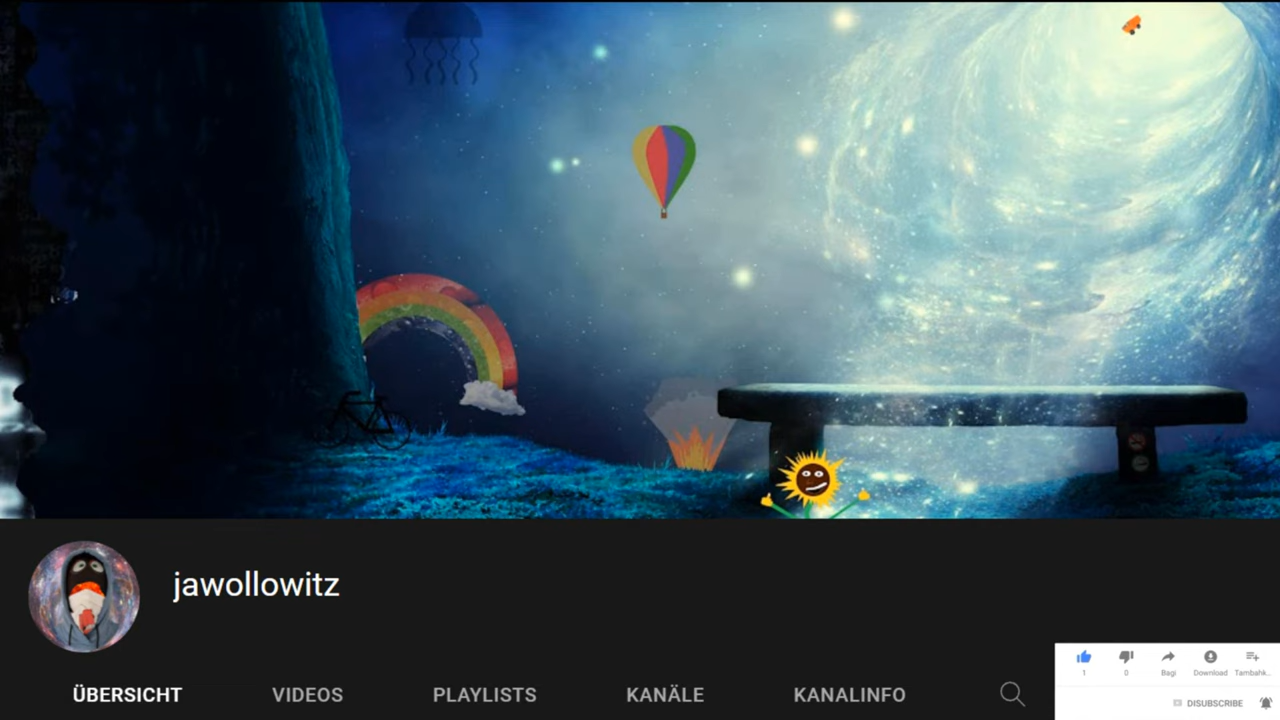 jawollowitz
ÜBERSICHT VIDEOS PLAYLISTS KANÄLE KANALINFO
1 0 Bagi Download Tambahk...
DISUBSCRIBE